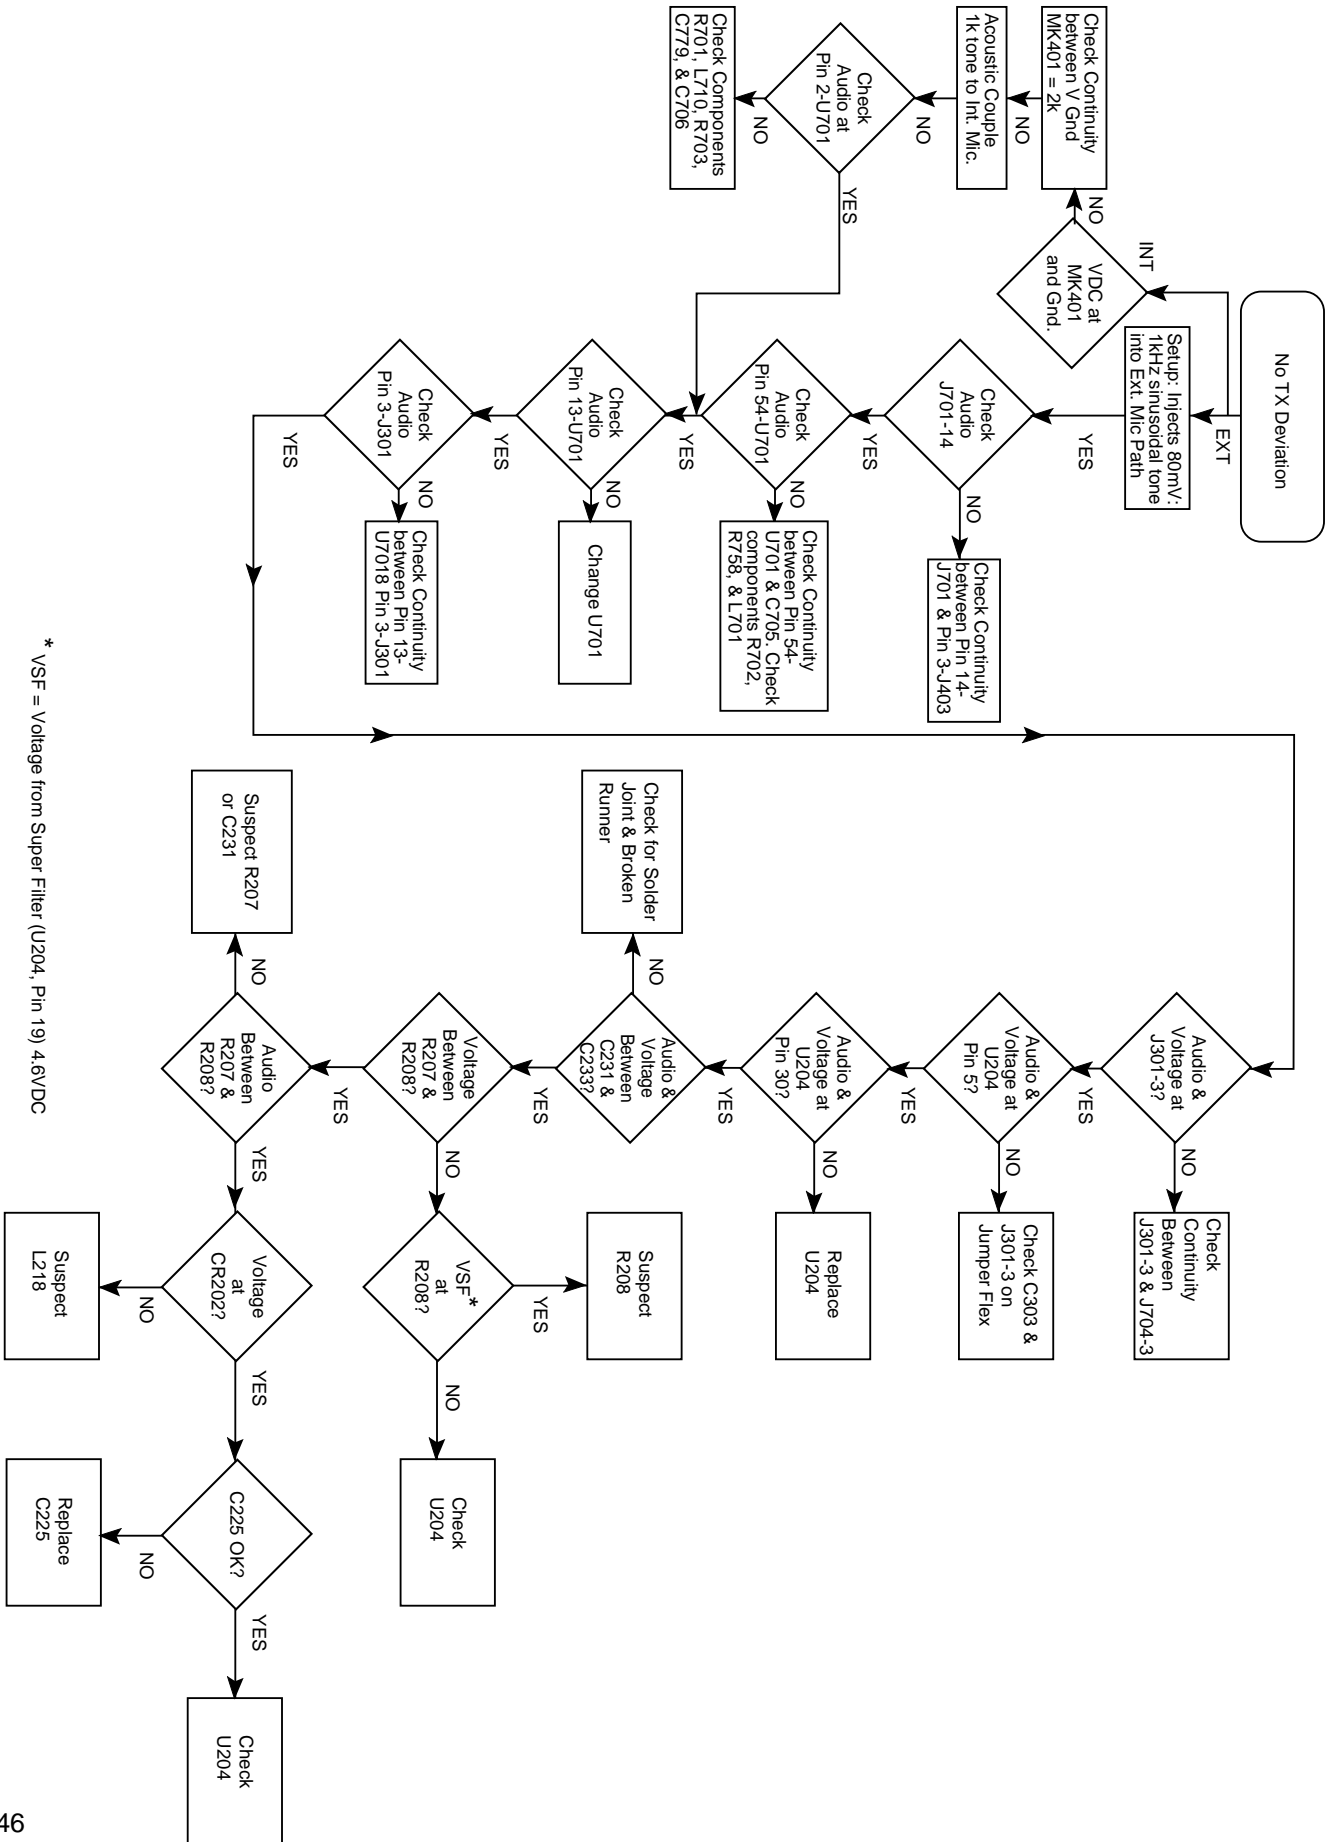 No TX Deviation
INT
EXT
VDC at
MK401
and Gnd.
NO
Check Continuity
between V Gnd
MK401 = 2k
NO
Acoustic Couple
1k tone to Int. Mic.
NO
Check
Audio at
Pin 2-U701
NO
YES
Check Components
R701, L710, R703,
C779, & C706
Setup: Injects 80mV:
1kHz sinusoidal tone
into Ext. Mic Path
YES
Check
Audio
J701-14
NO
Check Continuity
between Pin 14-
J701 & Pin 3-J403
YES
Check
Audio
Pin 54-U701
NO
Check Continuity
between Pin 54-
U701 & C705. Check
components R702,
R758, & L701
YES
Check
Audio
Pin 13-U701
NO
Change U701
YES
Check
Audio
Pin 3-J301
NO
Check Continuity
between Pin 13-
U7018 Pin 3-J301
YES
Audio &
Voltage at
J301-3?
NO
Check
Continuity
Between
J301-3 & J704-3
YES
Audio &
Voltage at
U204
Pin 5?
NO
Check C303 &
J301-3 on
Jumper Flex
YES
Audio &
Voltage at
U204
Pin 30?
NO
Replace
U204
YES
Audio &
Voltage
Between
C231 &
C233?
NO
Check for Solder
Joint & Broken
Runner
YES
Voltage
Between
R207 &
R208?
NO
VSF*
at
R208?
YES
Suspect
R208
NO
Check
U204
YES
Audio
Between
R207 &
R208?
NO
Suspect R207
or C231
YES
Voltage
at
CR202?
NO
Suspect
L218
YES
C225 OK?
NO
Replace
C225
YES
Check
U204
* VSF = Voltage from Super Filter (U204, Pin 19) 4.6VDC
46